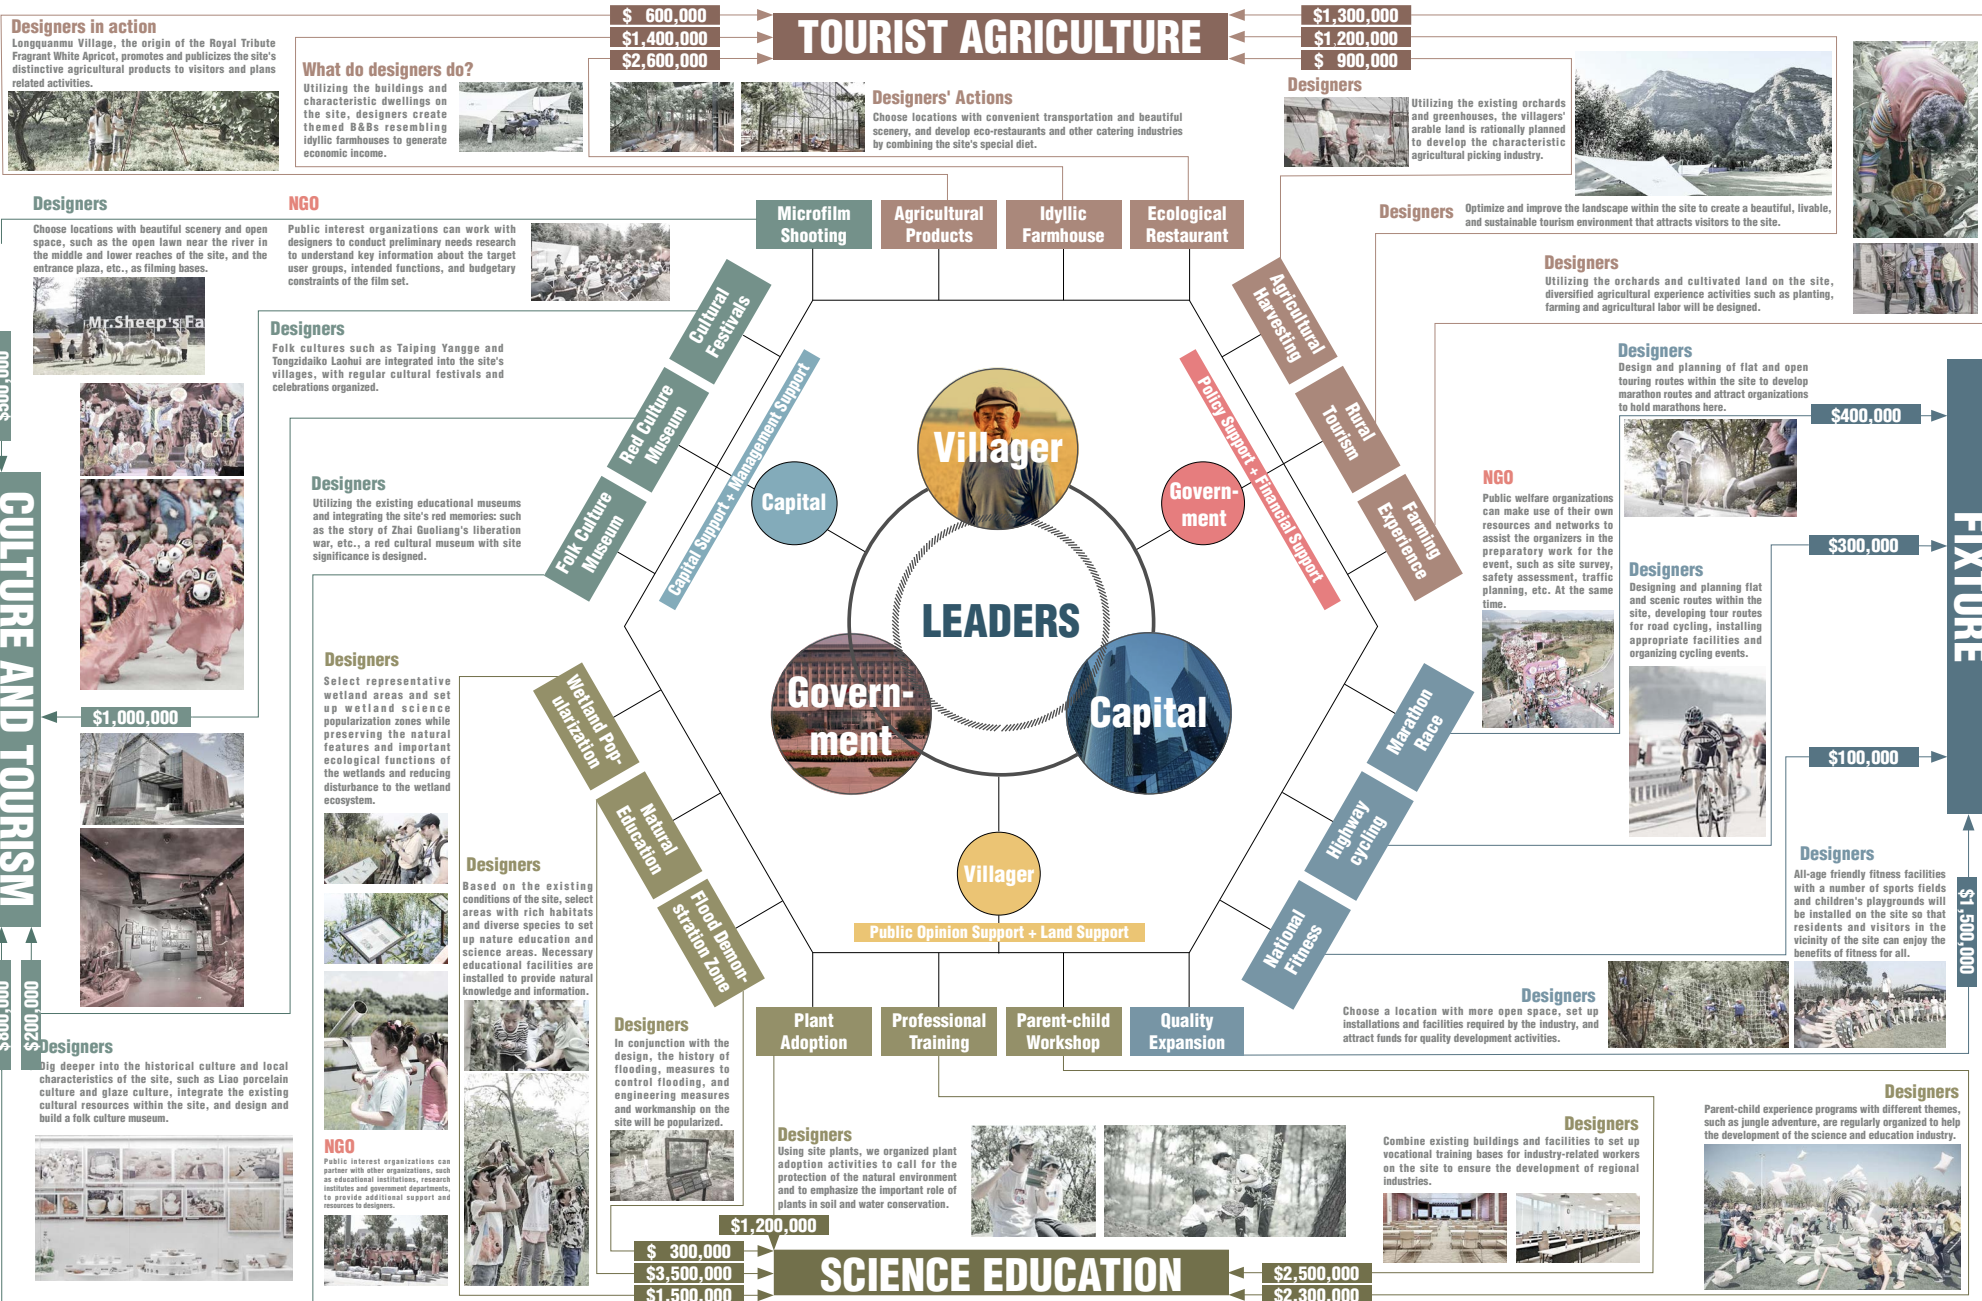 Designers in action
Longquanmu Village, the origin of the Royal Tribute
Fragrant White Apricot, promotes and publicizes the site's
distinctive agricultural products to visitors and plans
related activities.
What do designers do?
Utilizing the buildings and
characteristic dwellings on
the site, designers create
themed B&Bs resembling
idyllic farmhouses to generate
economic income.
$ 600,000
$1,400,000
$2,600,000
TOURIST AGRICULTURE
$1,300,000
$1,200,000
$ 900,000
Designers' Actions
Choose locations with convenient transportation and beautiful
scenery, and develop eco-restaurants and other catering industries
by combining the site's special diet.
Designers
Utilizing the existing orchards
and greenhouses, the villagers'
arable land is rationally planned
to develop the characteristic
agricultural picking industry.
Designers
Optimize and improve the landscape within the site to create a beautiful, livable,
and sustainable tourism environment that attracts visitors to the site.
Designers
Utilizing the orchards and cultivated land on the site,
diversified agricultural experience activities such as planting,
farming and agricultural labor will be designed.
Designers
Choose locations with beautiful scenery and open
space, such as the open lawn near the river in
the middle and lower reaches of the site, and the
entrance plaza, etc., as filming bases.
NGO
Public interest organizations can work with
designers to conduct preliminary needs research
to understand key information about the target
user groups, intended functions, and budgetary
constraints of the film set.
Mr.Sheep's Fa
Microfilm
Shooting
Agricultural
Products
Idyllic
Farmhouse
Ecological
Restaurant
Cultural
Festivals
Red Culture
Museum
Folk Culture
Museum
Agricultural
Harvesting
Rural
Tourism
Farming
Experience
Designers
Folk cultures such as Taiping Yangge and
Tongzidaiko Laohui are integrated into the site's
villages, with regular cultural festivals and
celebrations organized.
Designers
Utilizing the existing educational museums
and integrating the site's red memories: such
as the story of Zhai Guoliang's liberation
war, etc., a red cultural museum with site
significance is designed.
CULTURE AND TOURISM
$1,000,000
$200,000
Designers
Dig deeper into the historical culture and local
characteristics of the site, such as Liao porcelain
culture and glaze culture, integrate the existing
cultural resources within the site, and design and
build a folk culture museum.
Capital Support + Management Support
Policy Support + Financial Support
Public Opinion Support + Land Support
Villager
Capital
Govern-
ment
LEADERS
Govern-
ment
Capital
Villager
Designers
Design and planning of flat and open
touring routes within the site to develop
marathon routes and attract organizations
to hold marathons here.
$400,000
$300,000
$100,000
$1,500,000
FIXTURE
NGO
Public welfare organizations
can make use of their own
resources and networks to
assist the organizers in the
preparatory work for the
event, such as site survey,
safety assessment, traffic
planning, etc. At the same
time.
Designers
Designing and planning flat
and scenic routes within the
site, developing tour routes
for road cycling, installing
appropriate facilities and
organizing cycling events.
Designers
All-age friendly fitness facilities
with a number of sports fields
and children's playgrounds will
be installed on the site so that
residents and visitors in the
vicinity of the site can enjoy the
benefits of fitness for all.
Designers
Choose a location with more open space, set up
installations and facilities required by the industry, and
attract funds for quality development activities.
Marathon
Race
Highway
cycling
National
Fitness
Wetland Pop-
ularization
Natural
Education
Flood Demon-
stration Zone
Plant
Adoption
Professional
Training
Parent-child
Workshop
Quality
Expansion
Designers
Select representative
wetland areas and set
up wetland science
popularization zones while
preserving the natural
features and important
ecological functions of
the wetlands and reducing
disturbance to the wetland
ecosystem.
NGO
Public interest organizations can
partner with other organizations, such
as educational institutions, research
institutes and government departments,
to provide additional support and
resources to designers.
Designers
Based on the existing
conditions of the site, select
areas with rich habitats
and diverse species to set
up nature education and
science areas. Necessary
educational facilities are
installed to provide natural
knowledge and information.
Designers
In conjunction with the
design, the history of
flooding, measures to
control flooding, and
engineering measures
and workmanship on the
site will be popularized.
Designers
Using site plants, we organized plant
adoption activities to call for the
protection of the natural environment
and to emphasize the important role of
plants in soil and water conservation.
Designers
Combine existing buildings and facilities to set up
vocational training bases for industry-related workers
on the site to ensure the development of regional
industries.
Designers
Parent-child experience programs with different themes,
such as jungle adventure, are regularly organized to help
the development of the science and education industry.
$1,200,000
$ 300,000
$3,500,000
$1,500,000
SCIENCE EDUCATION
$2,500,000
$2,300,000